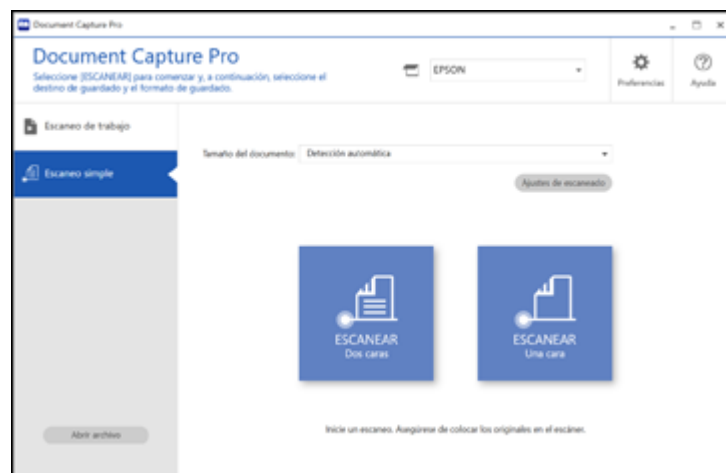 Document Capture Pro
Document Capture Pro
Seleccione [ESCANEAR] para comenzar y, a continuación, seleccione el
destino de guardado y el formato de guardado.
EPSON
Preferencias
Ayuda
Escaneo de trabajo
Escaneo simple
Tamaño del documento:
Detección automática
Ajustes de escaneado
ESCANEAR
Dos caras
ESCANEAR
Una cara
Abrir archivo
Inicie un escaneo. Asegúrese de colocar los originales en el escáner.